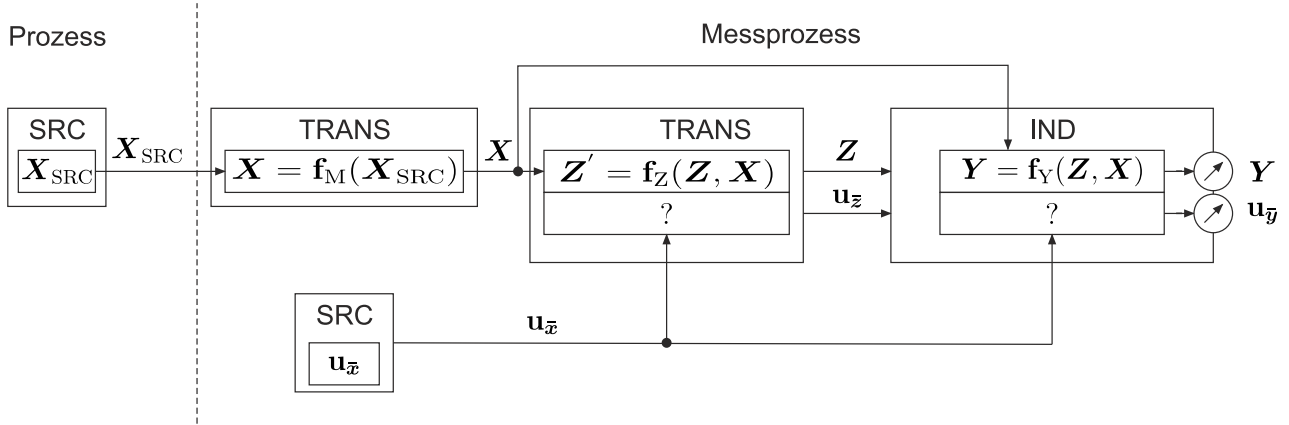 Prozess
Messprozess
SRC
X_SRC
X_SRC
TRANS
X = f_M(X_SRC)
X
TRANS
Z′ = f_Z(Z, X)
?
Z
u_z̄
IND
Y = f_Y(Z, X)
?
Y
u_ȳ
SRC
u_x̄
u_x̄